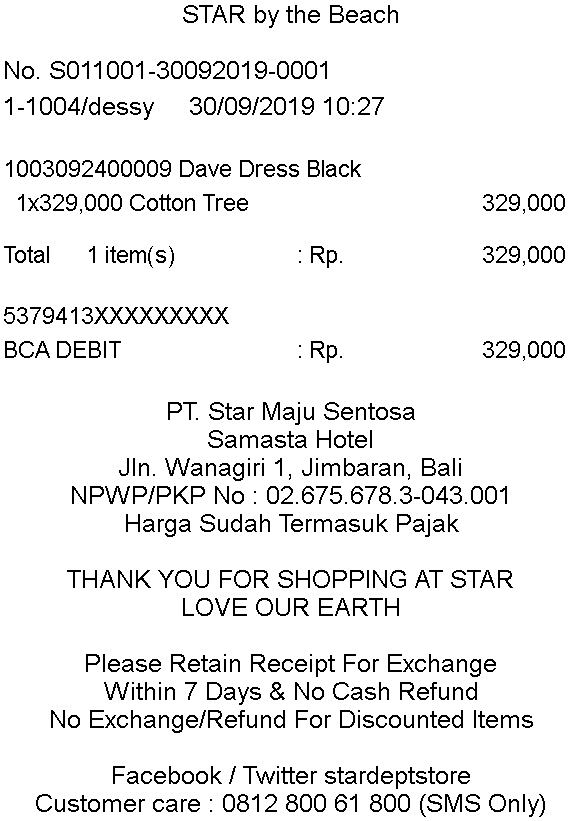 STAR by the Beach
No. S011001-30092019-0001
1-1004/dessy 30/09/2019 10:27
1003092400009 Dave Dress Black
1x329,000 Cotton Tree 329,000
Total 1 item(s) : Rp. 329,000
5379413XXXXXXXXX
BCA DEBIT : Rp. 329,000
PT. Star Maju Sentosa
Samasta Hotel
Jln. Wanagiri 1, Jimbaran, Bali
NPWP/PKP No : 02.675.678.3-043.001
Harga Sudah Termasuk Pajak
THANK YOU FOR SHOPPING AT STAR
LOVE OUR EARTH
Please Retain Receipt For Exchange
Within 7 Days & No Cash Refund
No Exchange/Refund For Discounted Items
Facebook / Twitter stardeptstore
Customer care : 0812 800 61 800 (SMS Only)